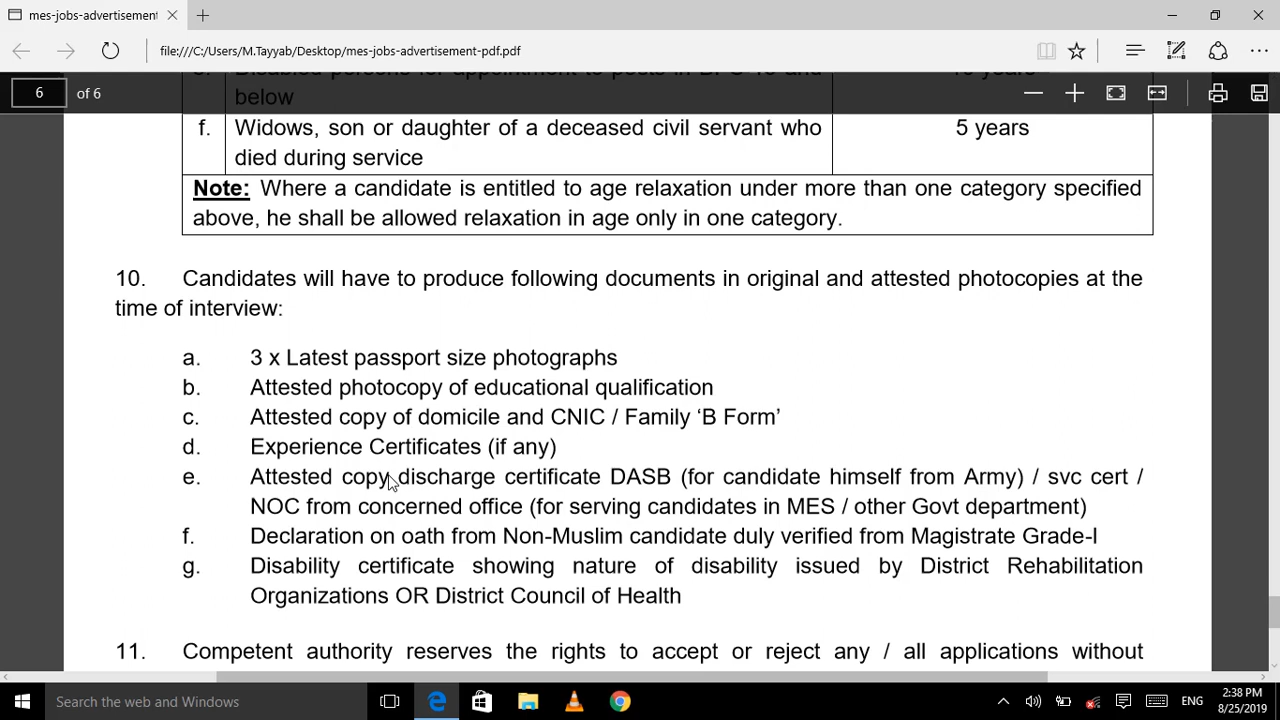 mes-jobs-advertisement
file:///C:/Users/M.Tayyab/Desktop/mes-jobs-advertisement-pdf.pdf
6 of 6
Disabled persons for appointment to posts in
and
below
years
f. Widows, son or daughter of a deceased civil servant who 5 years
died during service
Note: Where a candidate is entitled to age relaxation under more than one category specified
above, he shall be allowed relaxation in age only in one category.
10. Candidates will have to produce following documents in original and attested photocopies at the
time of interview:
a. 3 x Latest passport size photographs
b. Attested photocopy of educational qualification
c. Attested copy of domicile and CNIC / Family ‘B Form’
d. Experience Certificates (if any)
e. Attested copy discharge certificate DASB (for candidate himself from Army) / svc cert /
NOC from concerned office (for serving candidates in MES / other Govt department)
f. Declaration on oath from Non-Muslim candidate duly verified from Magistrate Grade-I
g. Disability certificate showing nature of disability issued by District Rehabilitation
Organizations OR District Council of Health
11. Competent authority reserves the rights to accept or reject any / all applications without
Search the web and Windows
ENG
2:38 PM
8/25/2019